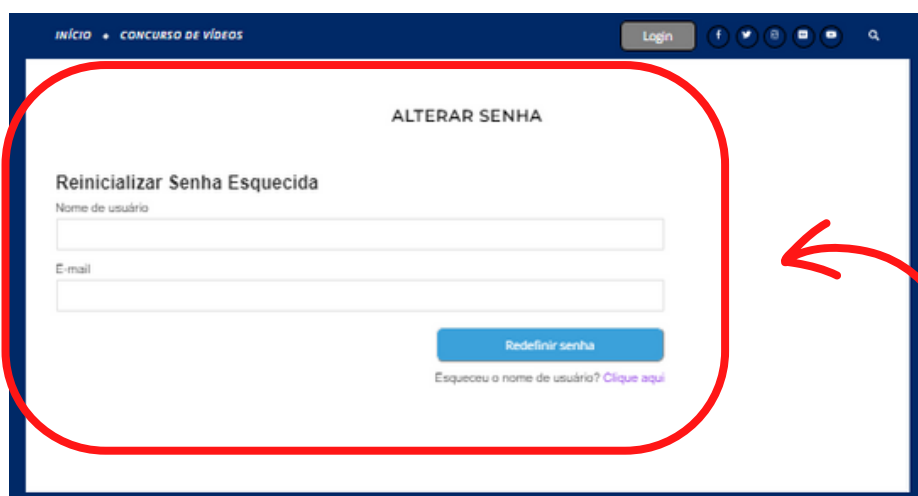 INÍCIO CONCURSO DE VÍDEOS Login
ALTERAR SENHA
Reinicializar Senha Esquecida
Nome de usuário
E-mail
Redefinir senha
Esqueceu o nome de usuário? Clique aqui